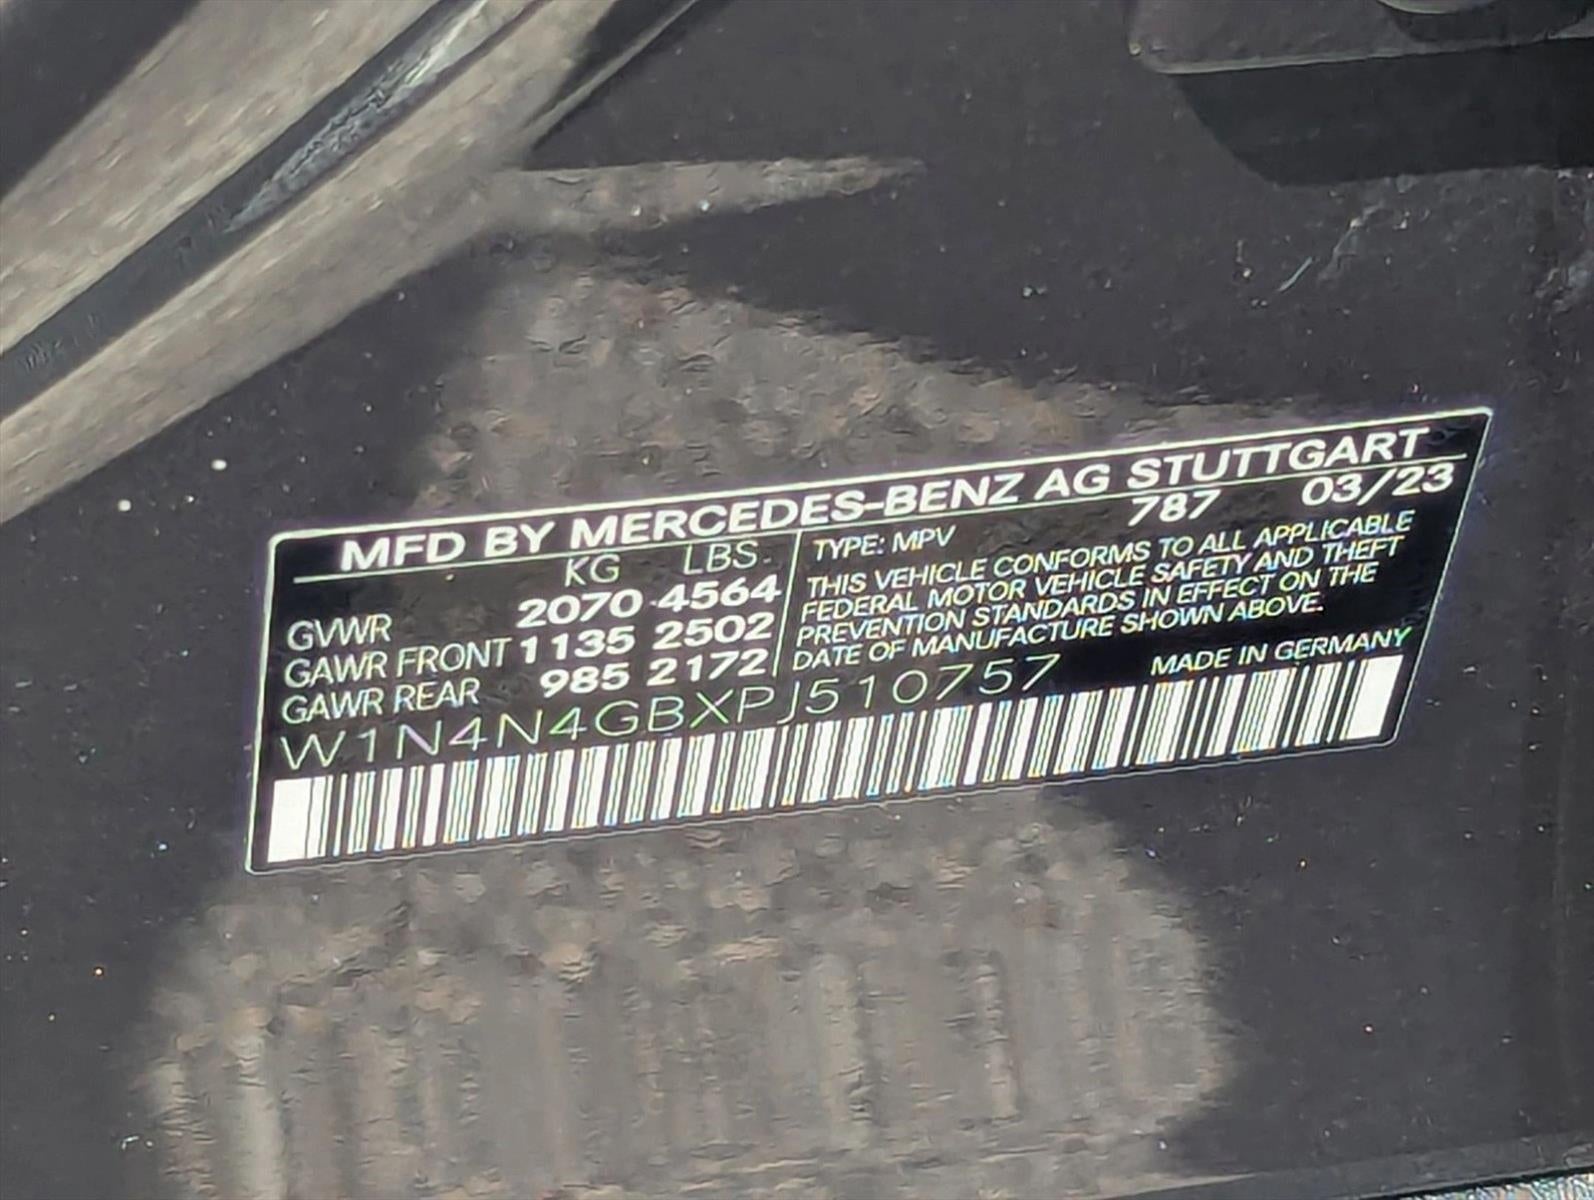 MFD BY MERCEDES-BENZ AG STUTTGART
KG LBS. TYPE: MPV 787 03/23
GVWR 2070 4564
GAWR FRONT 1135 2502
GAWR REAR 985 2172
THIS VEHICLE CONFORMS TO ALL APPLICABLE
FEDERAL MOTOR VEHICLE SAFETY AND THEFT
PREVENTION STANDARDS IN EFFECT ON THE
DATE OF MANUFACTURE SHOWN ABOVE.
W1N4N4GBXPJ510757 MADE IN GERMANY